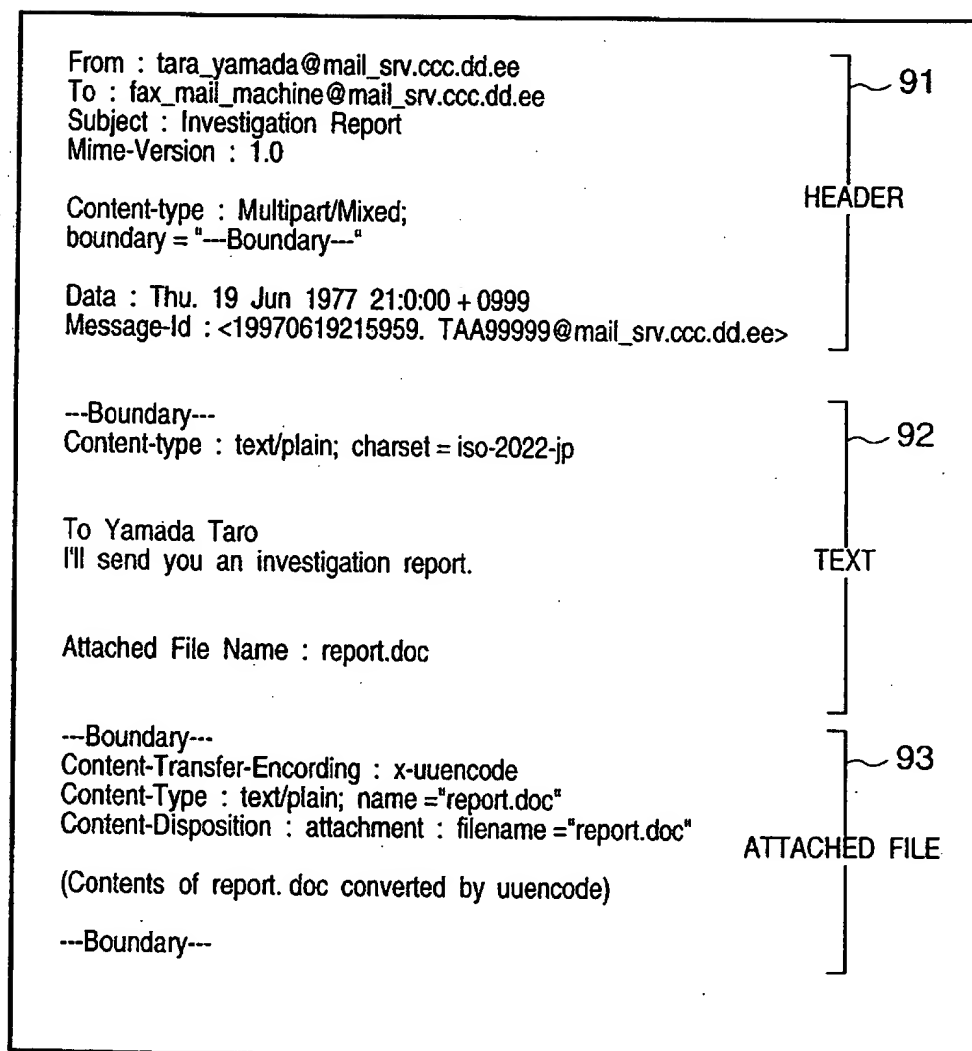 From : tara_yamada@mail_srv.ccc.dd.ee
To : fax_mail_machine@mail_srv.ccc.dd.ee
Subject : Investigation Report
Mime-Version : 1.0
Content-type : Multipart/Mixed;
boundary = "---Boundary---"
Data : Thu. 19 Jun 1977 21:0:00 + 0999
Message-Id : <19970619215959. TAA99999@mail_srv.ccc.dd.ee>
91
HEADER
---Boundary---
Content-type : text/plain; charset = iso-2022-jp
To Yamada Taro
I'll send you an investigation report.
Attached File Name : report.doc
92
TEXT
---Boundary---
Content-Transfer-Encording : x-uuencode
Content-Type : text/plain; name ="report.doc"
Content-Disposition : attachment : filename ="report.doc"
(Contents of report. doc converted by uuencode)
---Boundary---
93
ATTACHED FILE